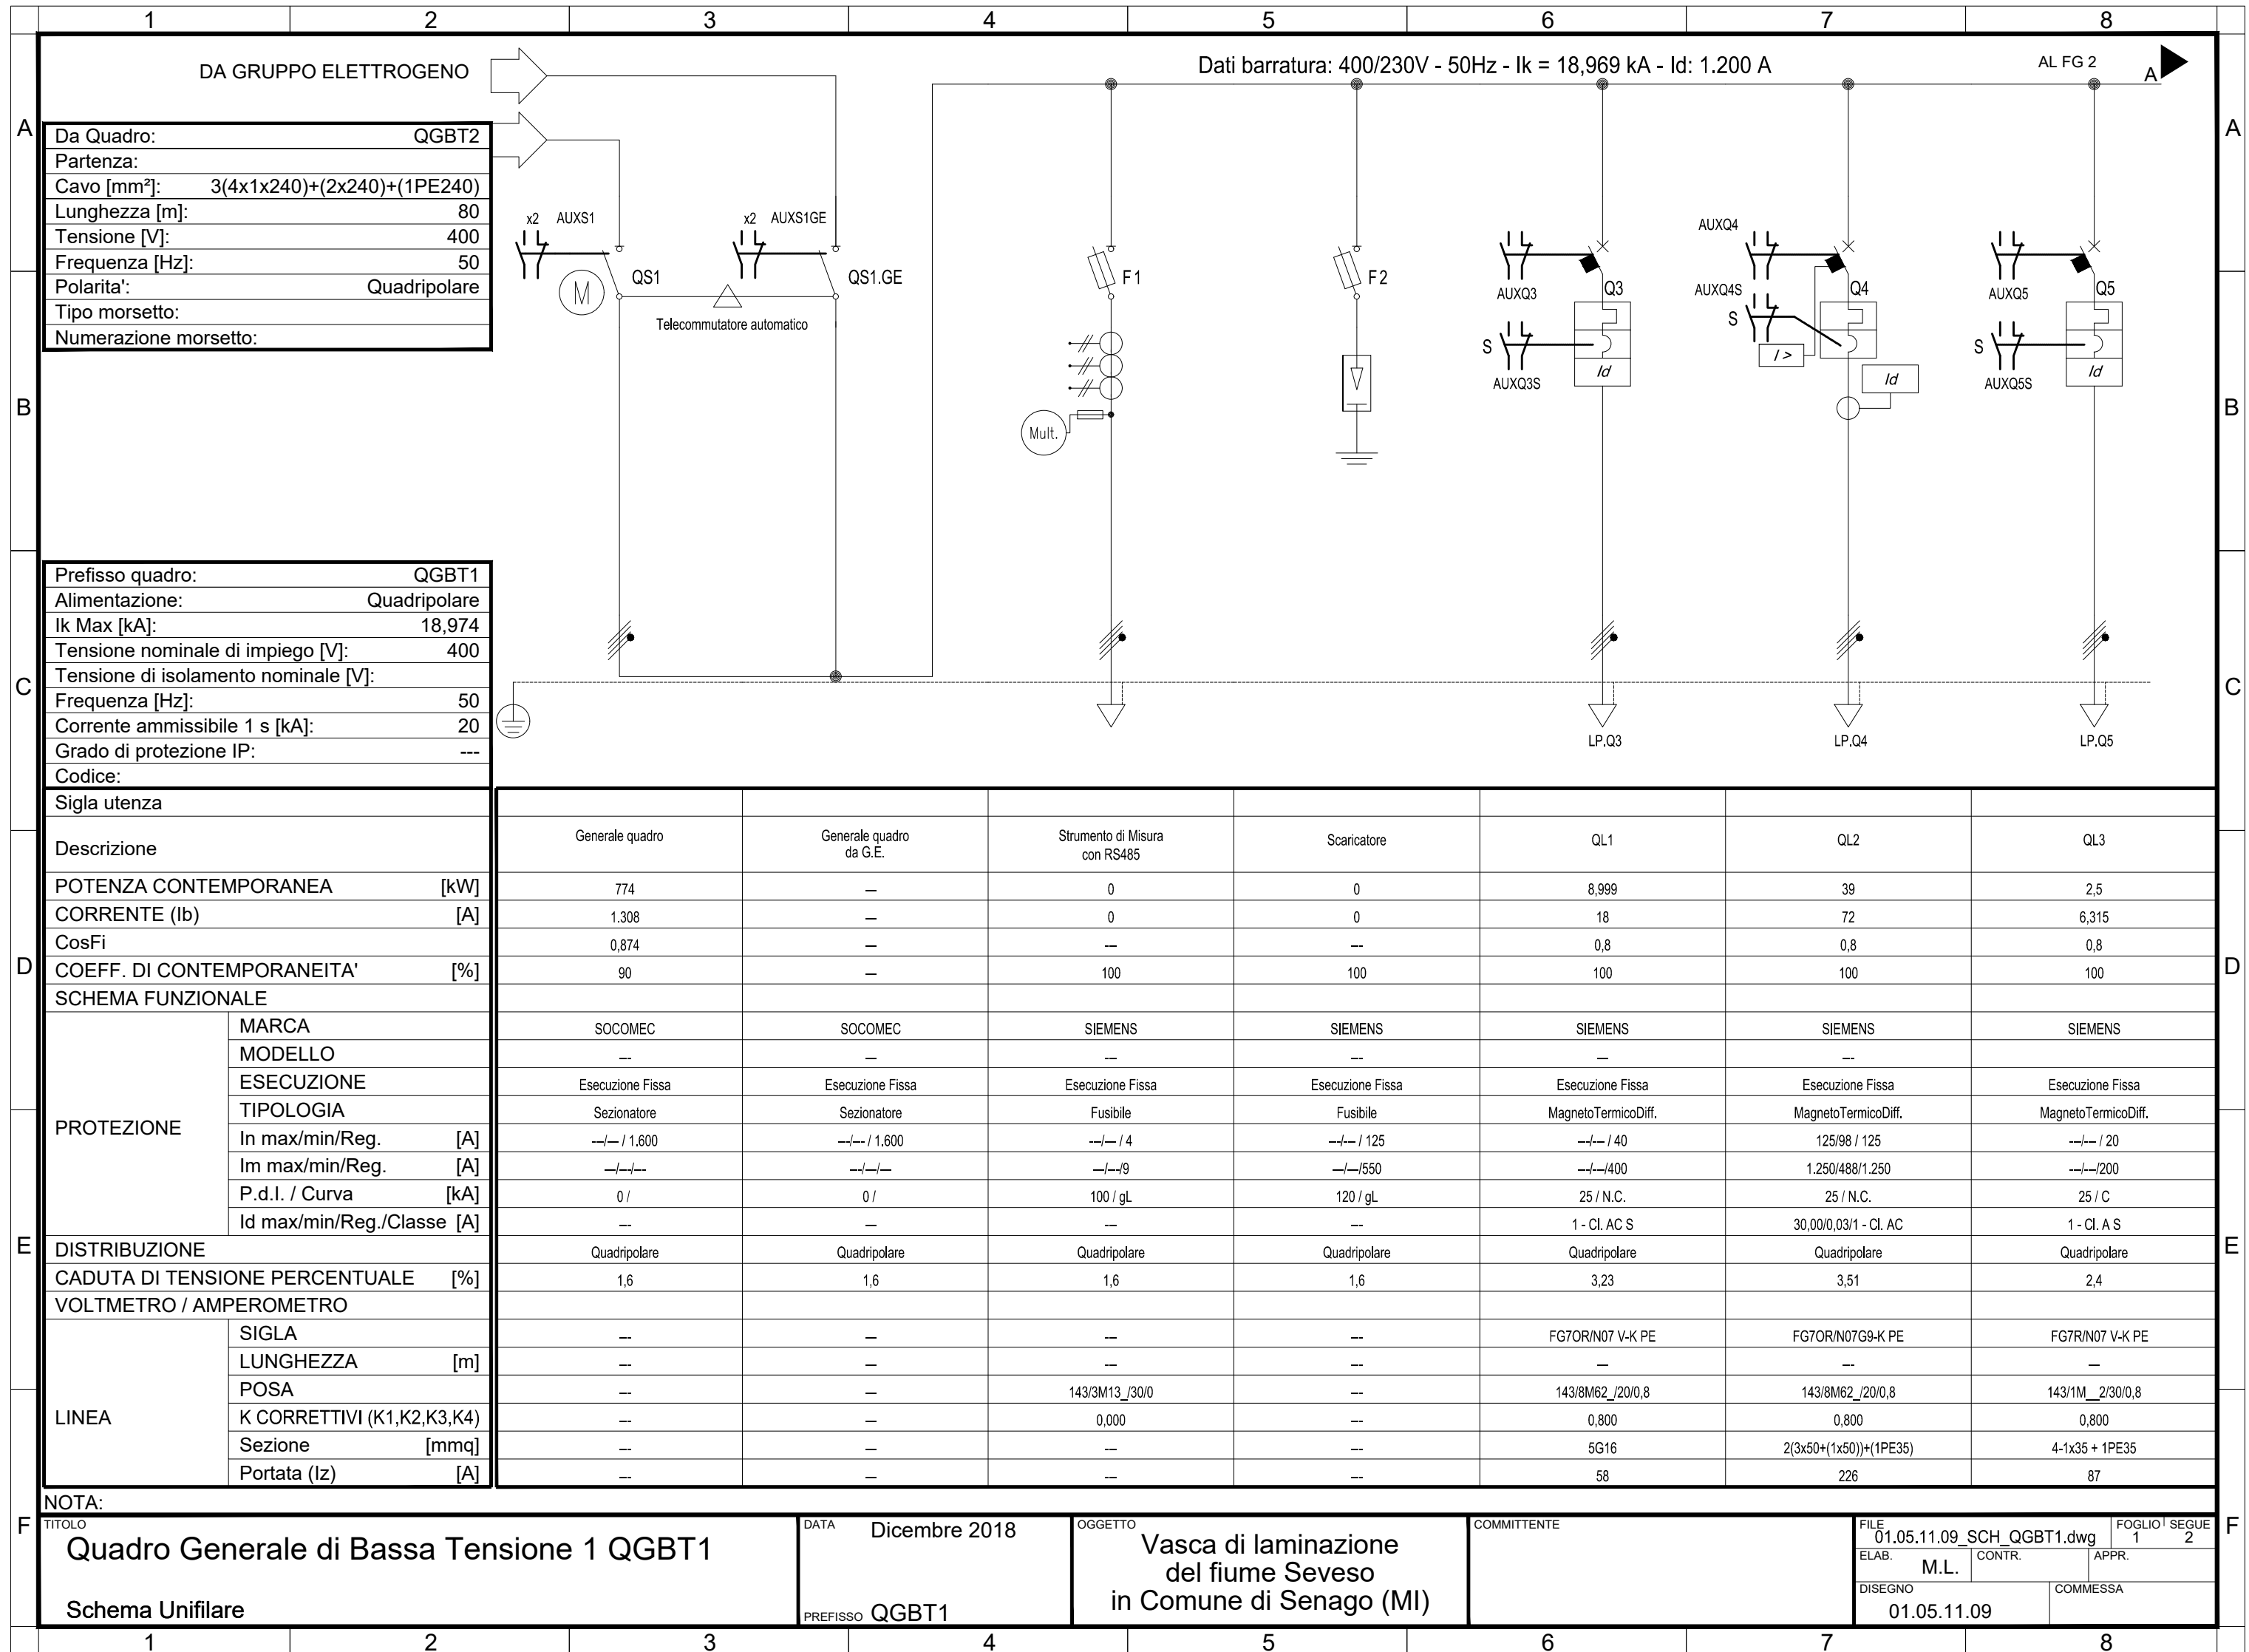 1 2 3 4 5 6 7 8
DA GRUPPO ELETTROGENO
Dati barratura: 400/230V - 50Hz - Ik = 18,969 kA - Id: 1.200 A
AL FG 2
A
A A
Da Quadro: QGBT2
Partenza:
Cavo [mm²]: 3(4x1x240)+(2x240)+(1PE240)
Lunghezza [m]: 80
Tensione [V]: 400
Frequenza [Hz]: 50
Polarita': Quadripolare
Tipo morsetto:
Numerazione morsetto:
x2 AUXS1
x2 AUXS1GE
AUXQ4
M
QS1
QS1.GE
F1
F2
AUXQ3
Q3
AUXQ4S
Q4
AUXQ5
Q5
Telecommutatore automatico
S
S
S
I >
Id
Id
Id
AUXQ3S
AUXQ5S
Mult.
B B
Prefisso quadro: QGBT1
Alimentazione: Quadripolare
Ik Max [kA]: 18,974
Tensione nominale di impiego [V]: 400
Tensione di isolamento nominale [V]:
Frequenza [Hz]: 50
Corrente ammissibile 1 s [kA]: 20
Grado di protezione IP: ---
Codice:
C C
LP.Q3 LP.Q4 LP.Q5
Sigla utenza
Descrizione Generale quadro Generale quadro da G.E. Strumento di Misura con RS485 Scaricatore QL1 QL2 QL3
POTENZA CONTEMPORANEA [kW] 774 --- 0 0 8,999 39 2,5
CORRENTE (Ib) [A] 1.308 --- 0 0 18 72 6,315
CosFi 0,874 --- --- --- 0,8 0,8 0,8
D D
COEFF. DI CONTEMPORANEITA' [%] 90 --- 100 100 100 100 100
SCHEMA FUNZIONALE
PROTEZIONE
MARCA SOCOMEC SOCOMEC SIEMENS SIEMENS SIEMENS SIEMENS SIEMENS
MODELLO --- --- --- --- --- ---
ESECUZIONE Esecuzione Fissa Esecuzione Fissa Esecuzione Fissa Esecuzione Fissa Esecuzione Fissa Esecuzione Fissa Esecuzione Fissa
TIPOLOGIA Sezionatore Sezionatore Fusibile Fusibile MagnetoTermicoDiff. MagnetoTermicoDiff. MagnetoTermicoDiff.
In max/min/Reg. [A] ---/--- / 1.600 ---/--- / 1.600 ---/--- / 4 ---/--- / 125 ---/--- / 40 125/98 / 125 ---/--- / 20
Im max/min/Reg. [A] ---/---/--- ---/---/--- ---/---/9 ---/---/550 ---/---/400 1.250/488/1.250 ---/---/200
P.d.I. / Curva [kA] 0 / 0 / 100 / gL 120 / gL 25 / N.C. 25 / N.C. 25 / C
Id max/min/Reg./Classe [A] --- --- --- --- 1 - Cl. AC S 30,00/0,03/1 - Cl. AC 1 - Cl. A S
E E
DISTRIBUZIONE Quadripolare Quadripolare Quadripolare Quadripolare Quadripolare Quadripolare Quadripolare
CADUTA DI TENSIONE PERCENTUALE [%] 1,6 1,6 1,6 1,6 3,23 3,51 2,4
VOLTMETRO / AMPEROMETRO
LINEA
SIGLA --- --- --- --- FG7OR/N07 V-K PE FG7OR/N07G9-K PE FG7R/N07 V-K PE
LUNGHEZZA [m] --- --- --- --- --- --- ---
POSA --- --- 143/3M13_/30/0 --- 143/8M62_/20/0,8 143/8M62_/20/0,8 143/1M__2/30/0,8
K CORRETTIVI (K1,K2,K3,K4) --- --- 0,000 --- 0,800 0,800 0,800
Sezione [mmq] --- --- --- --- 5G16 2(3x50+(1x50))+(1PE35) 4-1x35 + 1PE35
Portata (Iz) [A] --- --- --- --- 58 226 87
NOTA:
F F
TITOLO
Quadro Generale di Bassa Tensione 1 QGBT1
Schema Unifilare
DATA Dicembre 2018
PREFISSO QGBT1
OGGETTO
Vasca di laminazione
del fiume Seveso
in Comune di Senago (MI)
COMMITTENTE
FILE 01.05.11.09_SCH_QGBT1.dwg
FOGLIO 1 SEGUE 2
ELAB. M.L. CONTR. APPR.
DISEGNO 01.05.11.09
COMMESSA
1 2 3 4 5 6 7 8